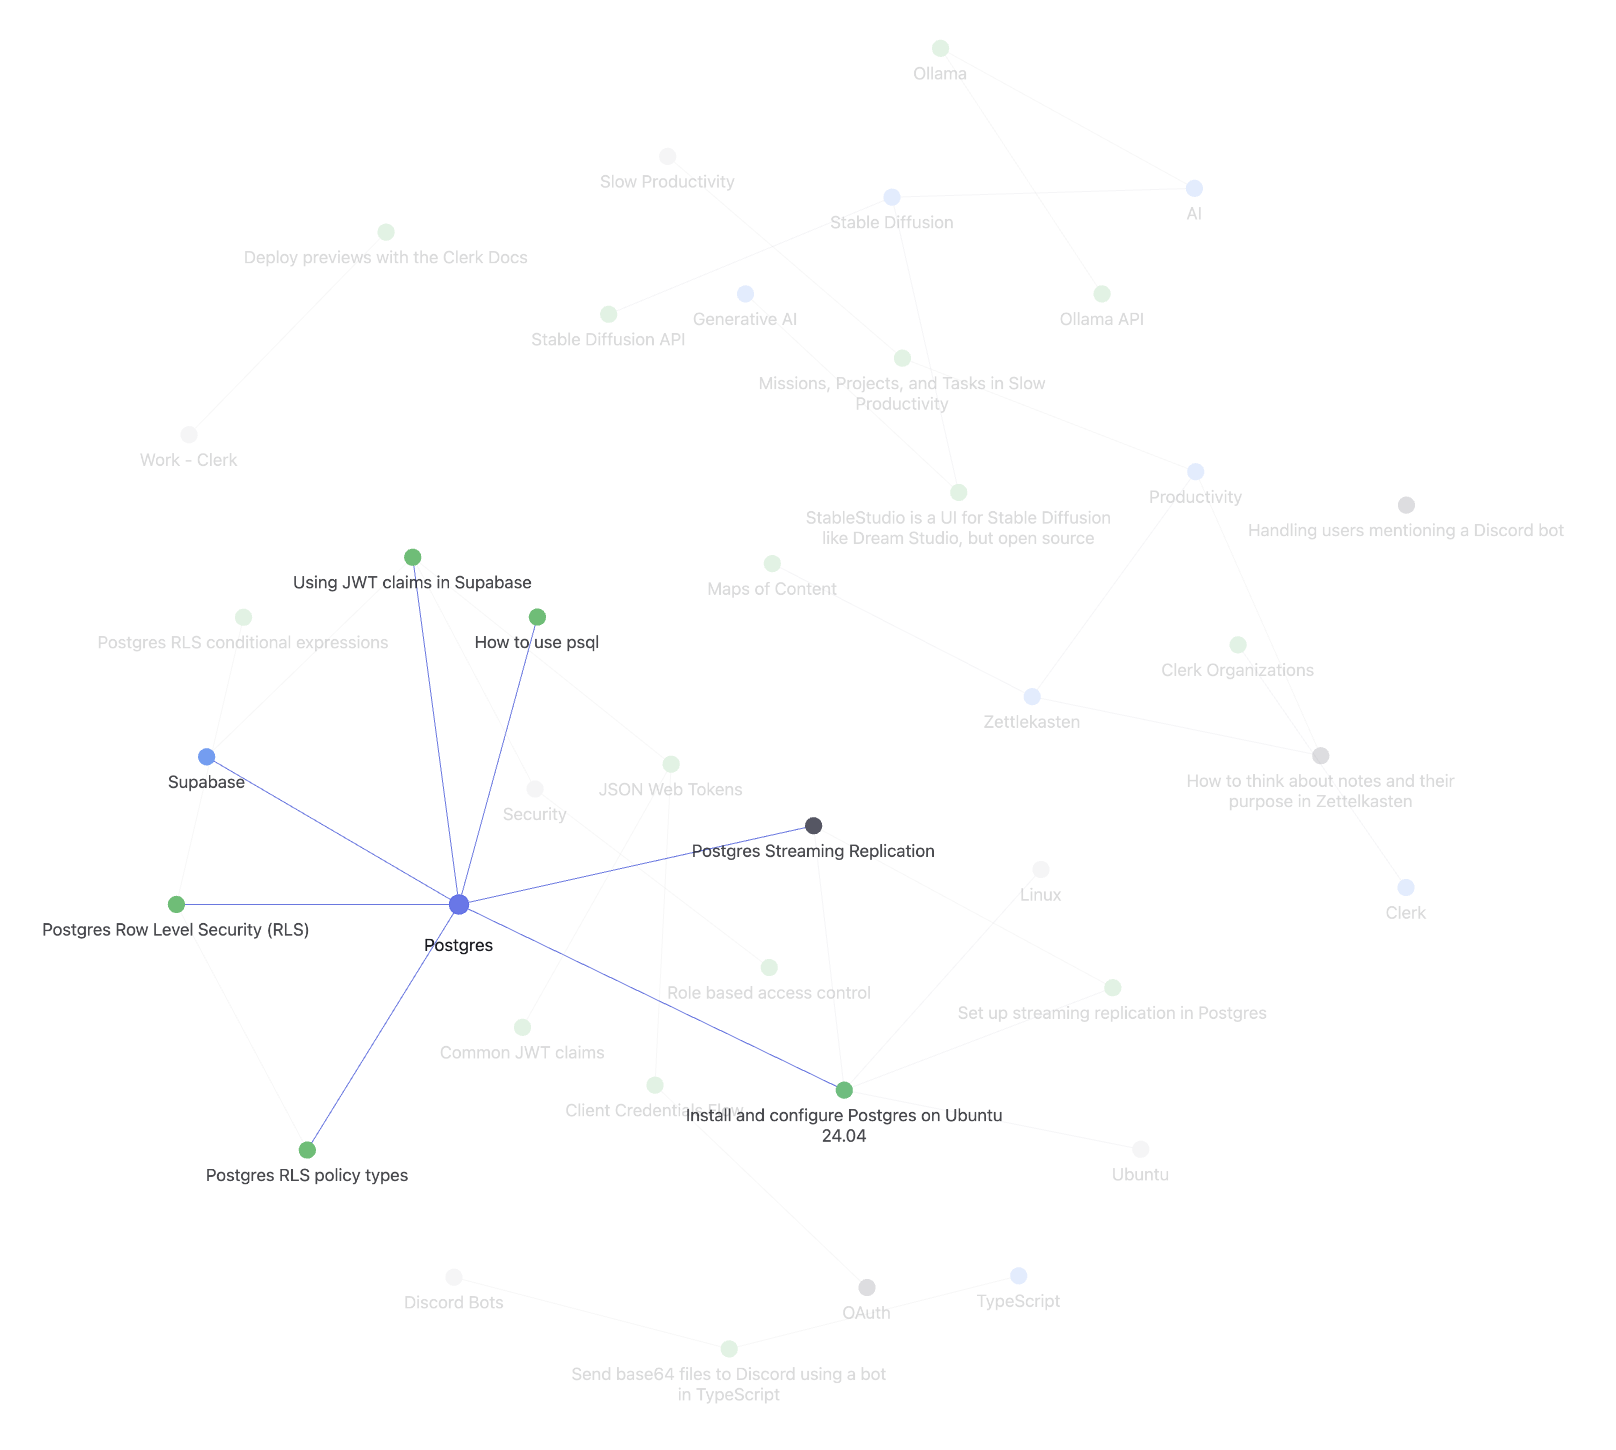 Ollama
Slow Productivity
AI
Stable Diffusion
Deploy previews with the Clerk Docs
Generative AI
Ollama API
Stable Diffusion API
Missions, Projects, and Tasks in Slow
Productivity
Work - Clerk
Productivity
StableStudio is a UI for Stable Diffusion
like Dream Studio, but open source
Handling users mentioning a Discord bot
Using JWT claims in Supabase
Maps of Content
Postgres RLS conditional expressions
How to use psql
Clerk Organizations
Zettlekasten
Supabase
JSON Web Tokens
How to think about notes and their
purpose in Zettelkasten
Security
Postgres Streaming Replication
Linux
Clerk
Postgres Row Level Security (RLS)
Postgres
Role based access control
Set up streaming replication in Postgres
Common JWT claims
Client Credentials Flow
Install and configure Postgres on Ubuntu
24.04
Postgres RLS policy types
Ubuntu
Discord Bots
OAuth
TypeScript
Send base64 files to Discord using a bot
in TypeScript